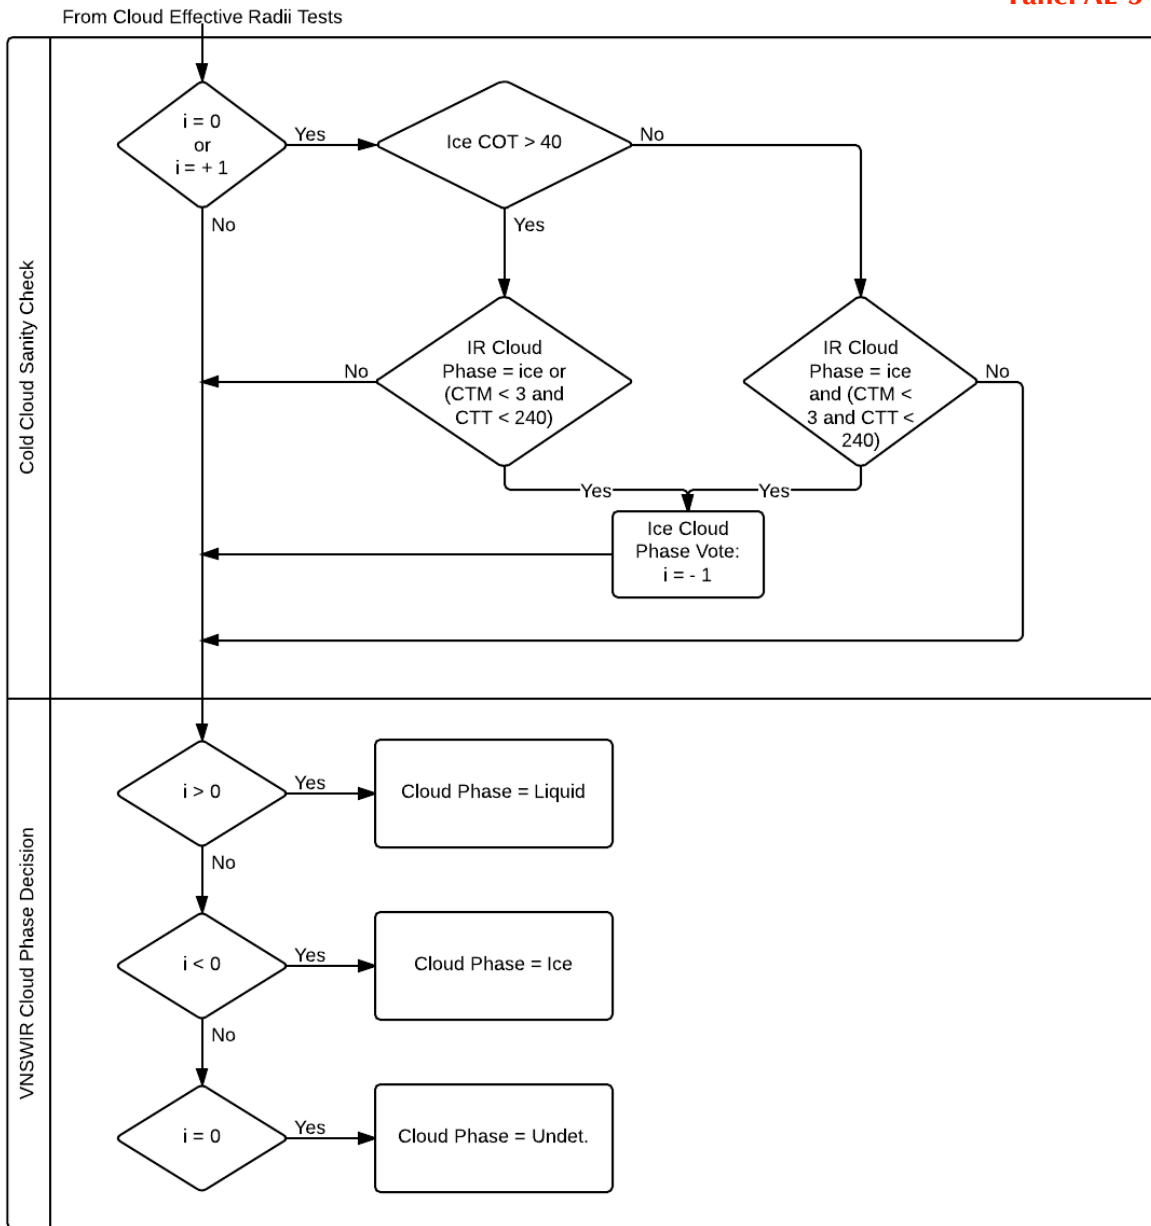 From Cloud Effective Radii Tests
Cold Cloud Sanity Check
i = 0
or
i = + 1
Yes
Ice COT > 40
No
No
Yes
IR Cloud
Phase = ice or
(CTM < 3 and
CTT < 240)
No
IR Cloud
Phase = ice
and (CTM <
3 and CTT <
240)
No
Yes
Yes
Ice Cloud
Phase Vote:
i = - 1
VNSWIR Cloud Phase Decision
i > 0
Yes
Cloud Phase = Liquid
No
i < 0
Yes
Cloud Phase = Ice
No
i = 0
Yes
Cloud Phase = Undet.